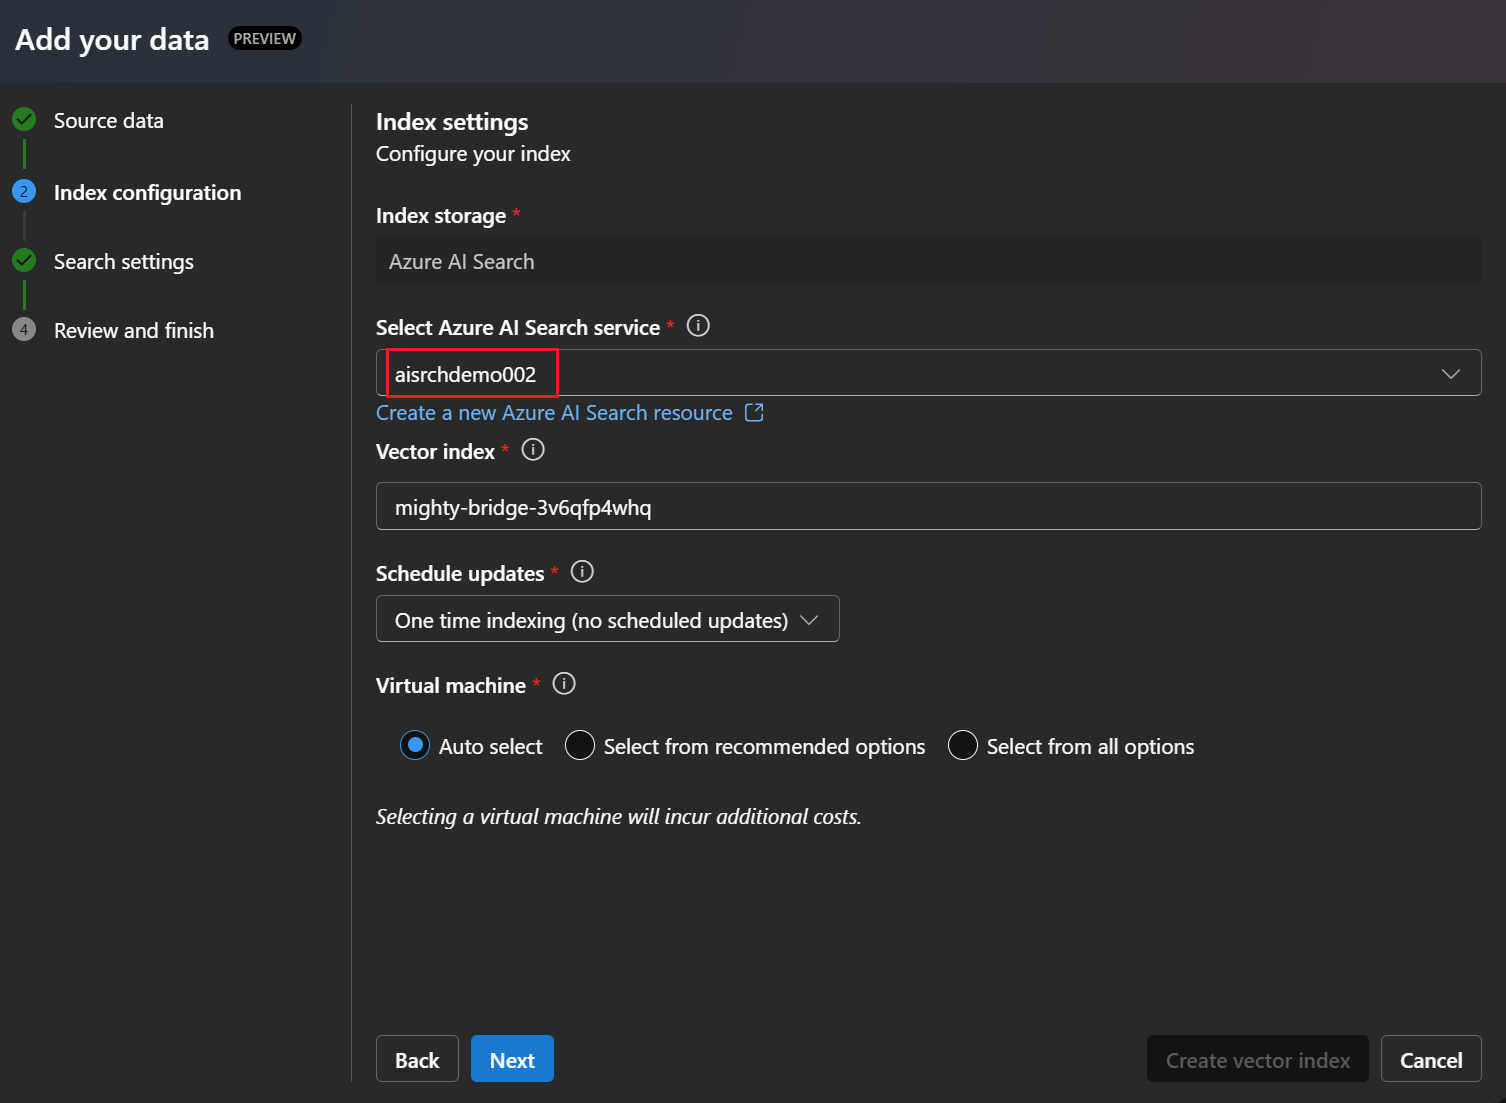 Add your data PREVIEW
Source data
2 Index configuration
Search settings
4 Review and finish
Index settings
Configure your index
Index storage *
Azure AI Search
Select Azure AI Search service *
aisrchdemo002
Create a new Azure AI Search resource
Vector index *
mighty-bridge-3v6qfp4whq
Schedule updates *
One time indexing (no scheduled updates)
Virtual machine *
Auto select Select from recommended options Select from all options
Selecting a virtual machine will incur additional costs.
Back Next Create vector index Cancel